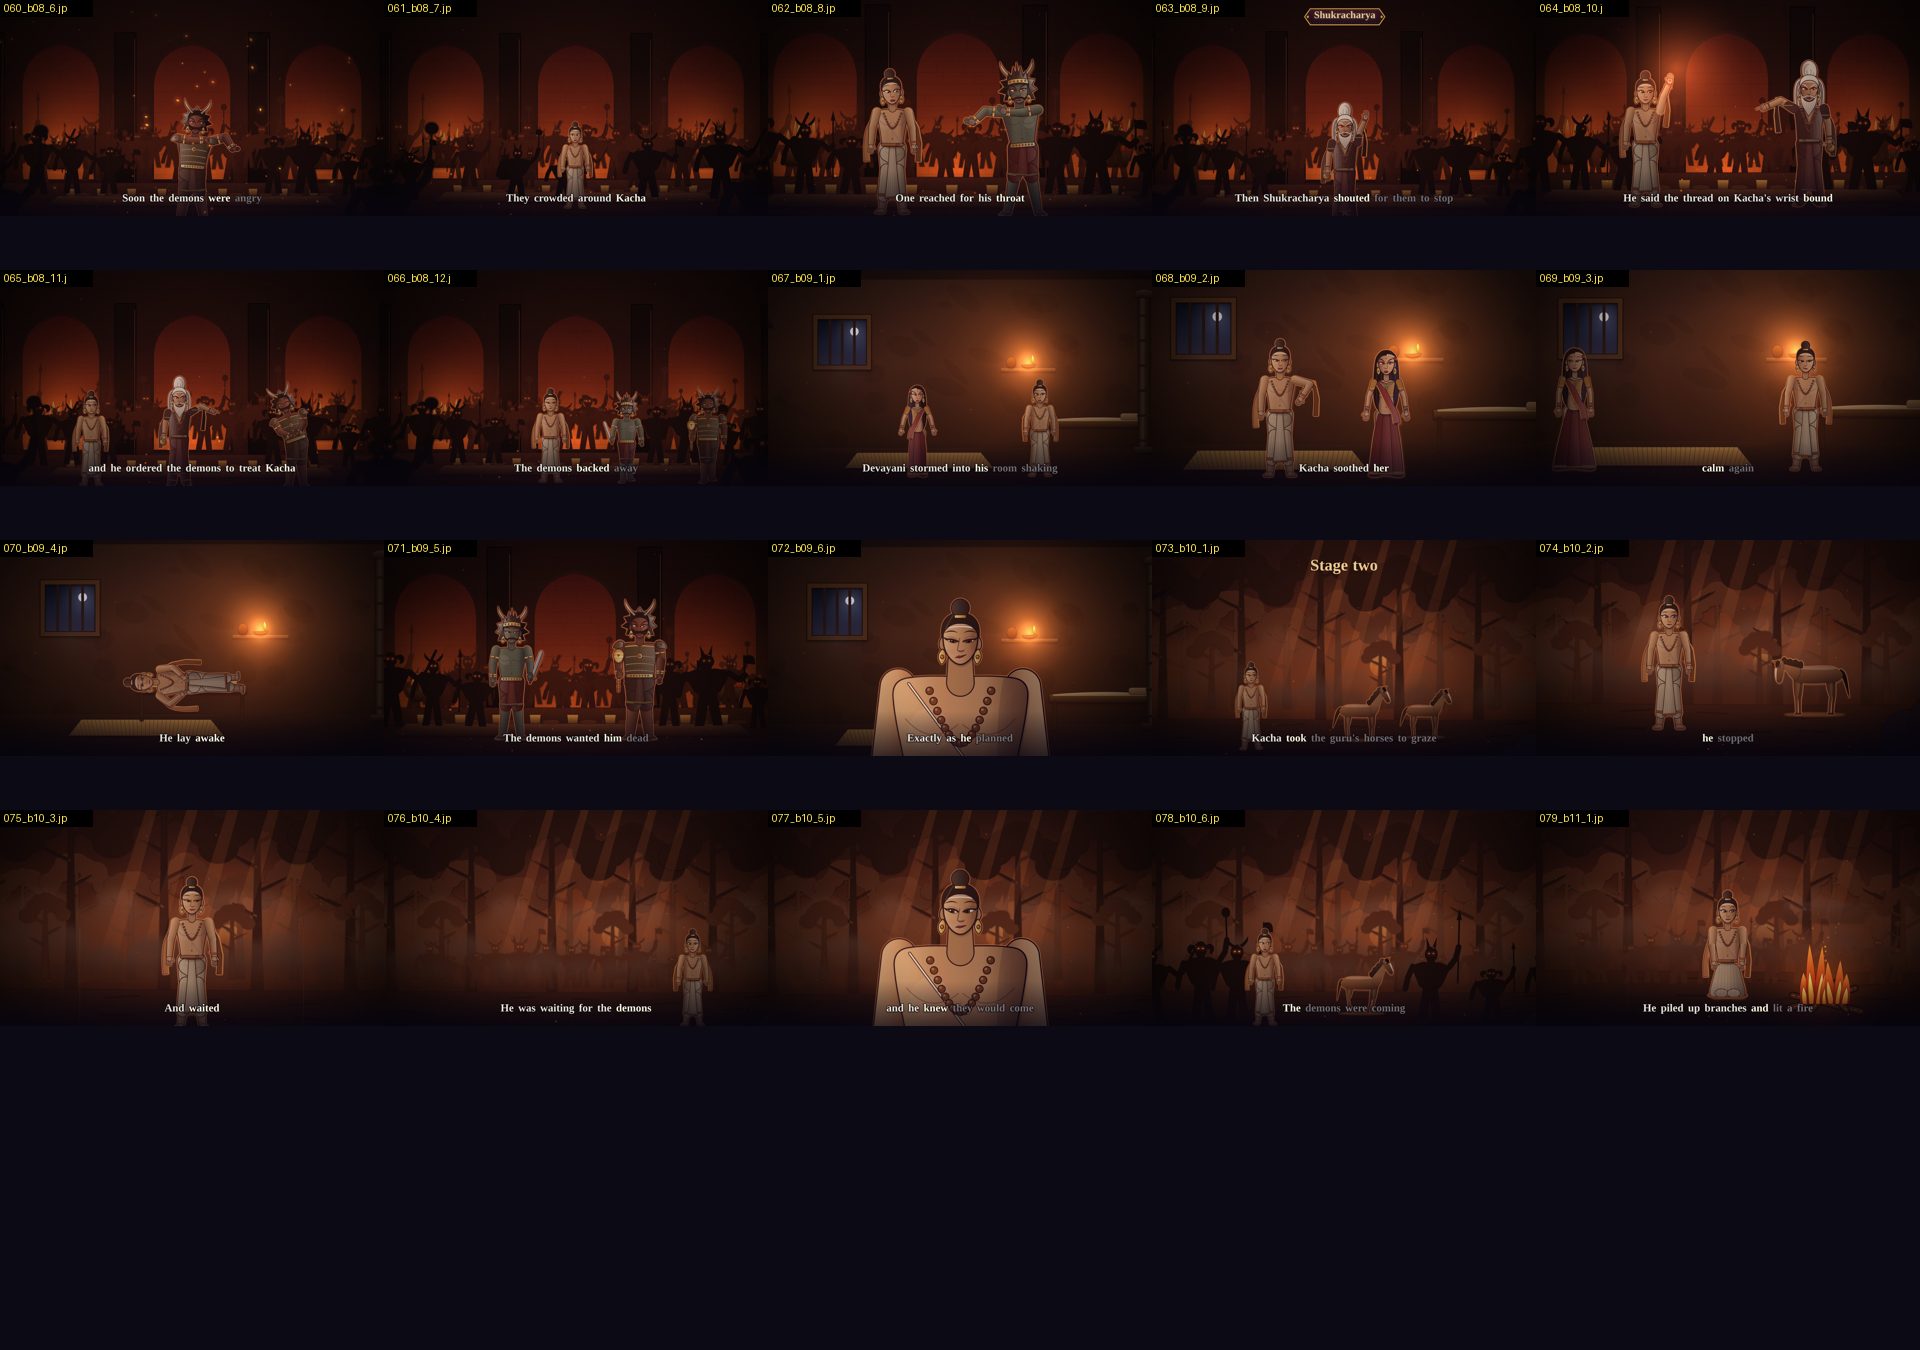 060_b08_6.jp
Soon the demons were angry
061_b08_7.jp
They crowded around Kacha
062_b08_8.jp
One reached for his throat
063_b08_9.jp
Shukracharya
Then Shukracharya shouted for them to stop
064_b08_10.j
He said the thread on Kacha's wrist bound
065_b08_11.j
and he ordered the demons to treat Kacha
066_b08_12.j
The demons backed away
067_b09_1.jp
Devayani stormed into his room shaking
068_b09_2.jp
Kacha soothed her
069_b09_3.jp
calm again
070_b09_4.jp
He lay awake
071_b09_5.jp
The demons wanted him dead
072_b09_6.jp
Exactly as he planned
073_b10_1.jp
Stage two
Kacha took the guru's horses to graze
074_b10_2.jp
he stopped
075_b10_3.jp
And waited
076_b10_4.jp
He was waiting for the demons
077_b10_5.jp
and he knew they would come
078_b10_6.jp
The demons were coming
079_b11_1.jp
He piled up branches and lit a fire